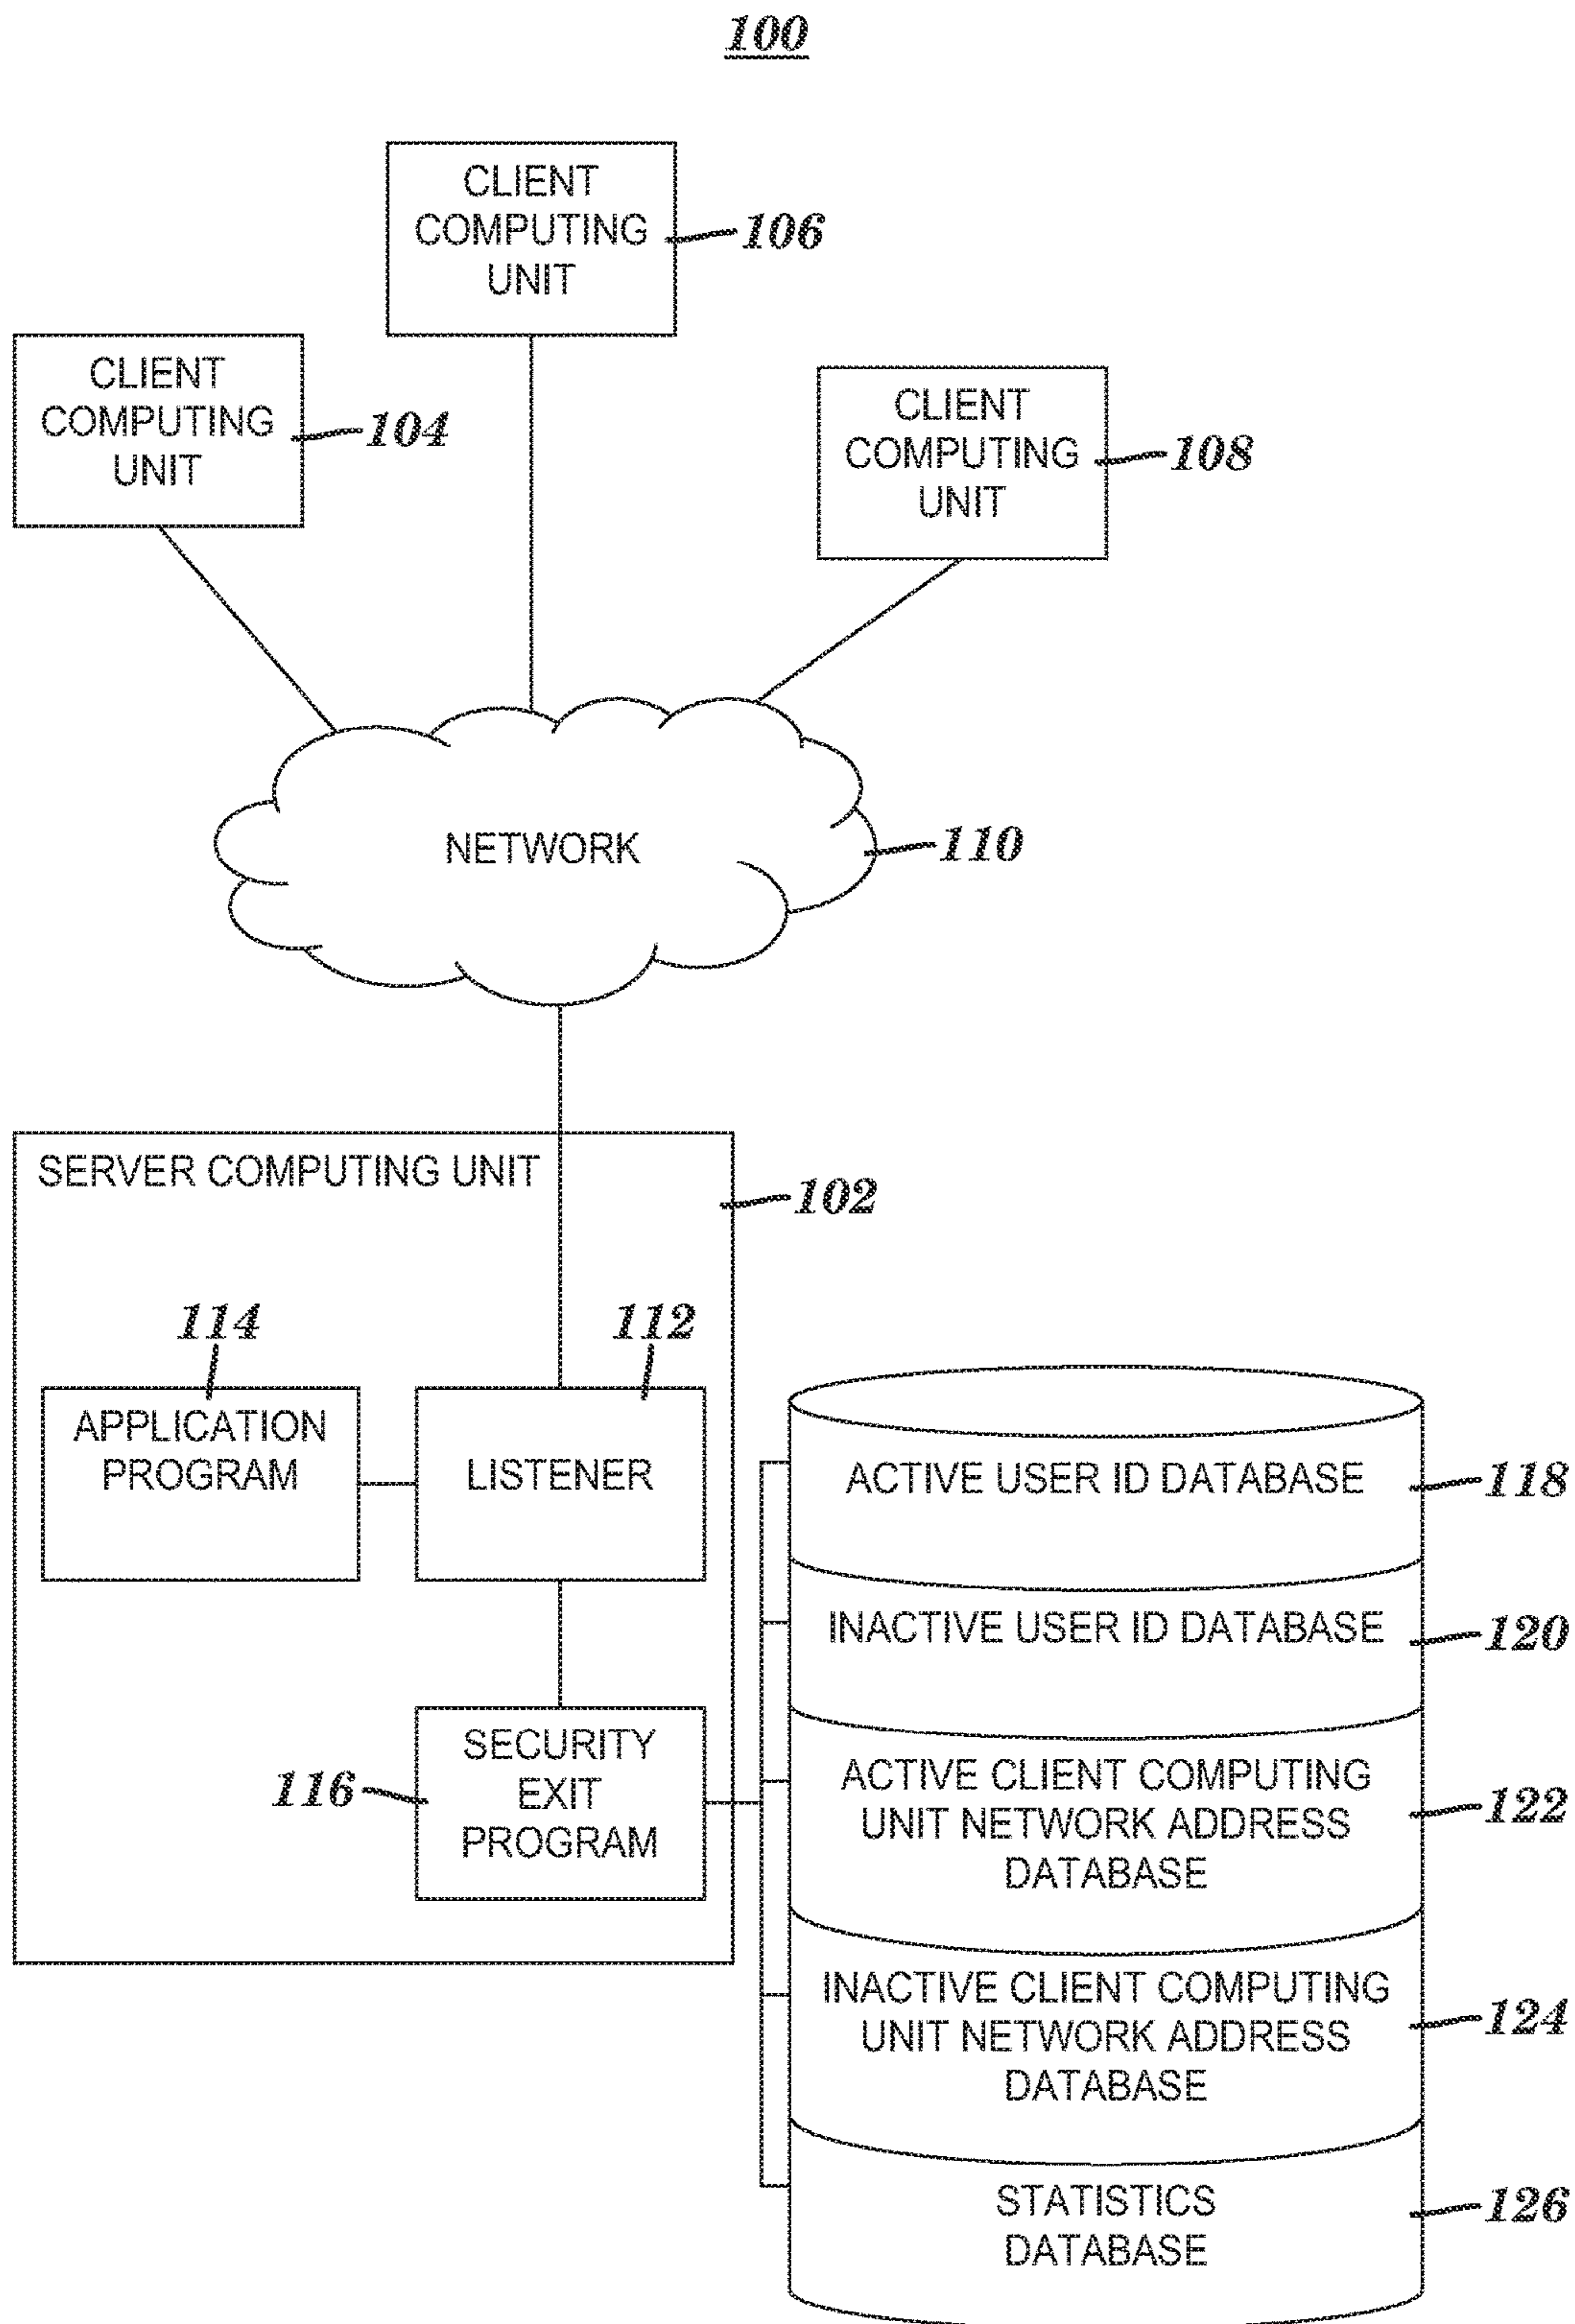 100
CLIENT
COMPUTING
UNIT
106
CLIENT
COMPUTING
UNIT
104
CLIENT
COMPUTING
UNIT
108
NETWORK
110
SERVER COMPUTING UNIT
102
114
112
APPLICATION
PROGRAM
LISTENER
SECURITY
EXIT
PROGRAM
116
ACTIVE USER ID DATABASE
118
INACTIVE USER ID DATABASE
120
ACTIVE CLIENT COMPUTING
UNIT NETWORK ADDRESS
DATABASE
122
INACTIVE CLIENT COMPUTING
UNIT NETWORK ADDRESS
DATABASE
124
STATISTICS
DATABASE
126